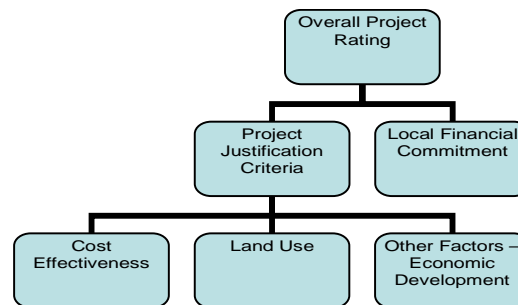 Overall Project
Rating
Project
Justification
Criteria
Local Financial
Commitment
Cost
Effectiveness
Land Use
Other Factors –
Economic
Development